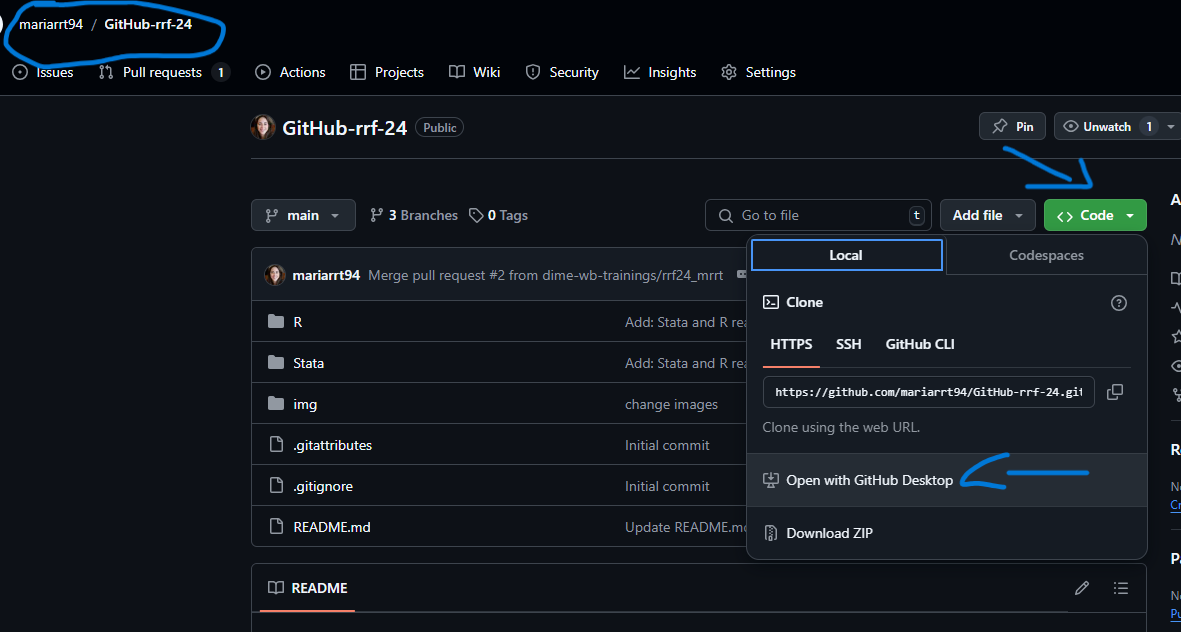 mariarrt94 / GitHub-rrf-24
Issues Pull requests 1 Actions Projects Wiki Security Insights Settings
GitHub-rrf-24 Public Pin Unwatch 1
main 3 Branches 0 Tags Go to file t Add file Code
Local Codespaces
mariarrt94 Merge pull request #2 from dime-wb-trainings/rrf24_mrrt
Clone
R Add: Stata and R
HTTPS SSH GitHub CLI
Stata Add: Stata and R
https://github.com/mariarrt94/GitHub-rrf-24.git
img change images
Clone using the web URL.
.gitattributes Initial commit
Open with GitHub Desktop
.gitignore Initial commit
README.md Update README.md
Download ZIP
README